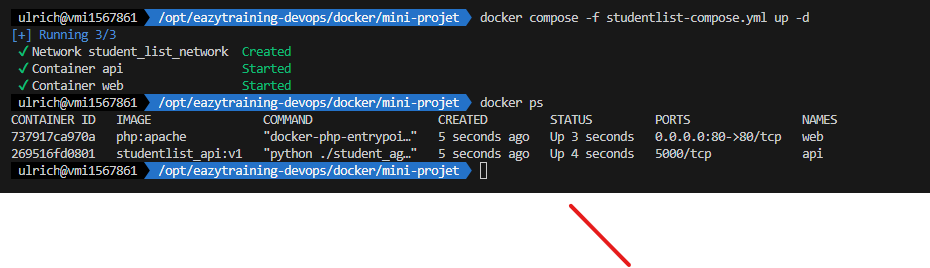 ulrich@vmi1567861 /opt/eazytraining-devops/docker/mini-projet docker compose -f studentlist-compose.yml up -d
[+] Running 3/3
✔ Network student_list_network Created
✔ Container api Started
✔ Container web Started
ulrich@vmi1567861 /opt/eazytraining-devops/docker/mini-projet docker ps
CONTAINER ID IMAGE COMMAND CREATED STATUS PORTS NAMES
737917ca970a php:apache "docker-php-entrypoi…" 5 seconds ago Up 3 seconds 0.0.0.0:80->80/tcp web
269516fd0801 studentlist_api:v1 "python ./student_ag…" 5 seconds ago Up 4 seconds 5000/tcp api
ulrich@vmi1567861 /opt/eazytraining-devops/docker/mini-projet